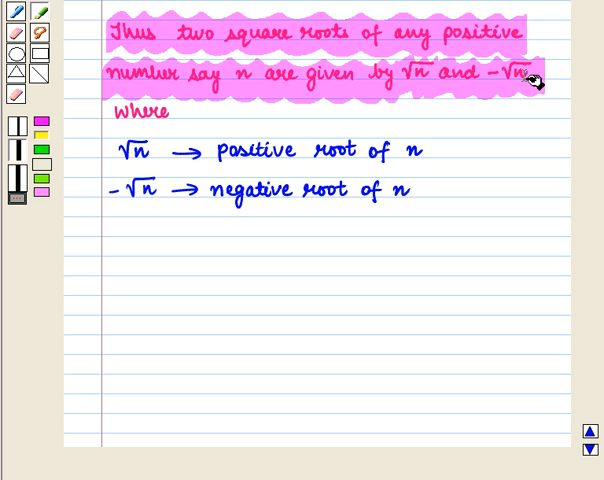 Thus two square roots of any positive
number say n are given by √n and -√n
where
√n → positive root of n
-√n → negative root of n